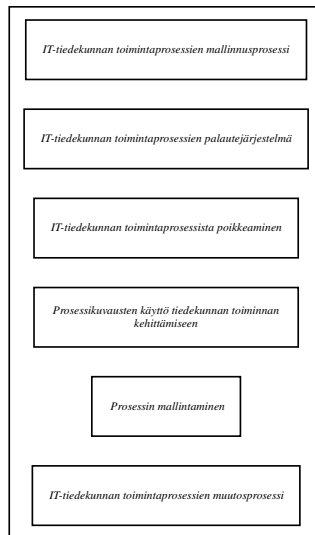 IT-tiedekunnan toimintaprosessien mallinnusprosessi
IT-tiedekunnan toimintaprosessien palautejärjestelmä
IT-tiedekunnan toimintaprosessista poikkeaminen
Prosessikuvausten käyttö tiedekunnan toiminnan
kehittämiseen
Prosessin mallintaminen
IT-tiedekunnan toimintaprosessien muutosprosessi